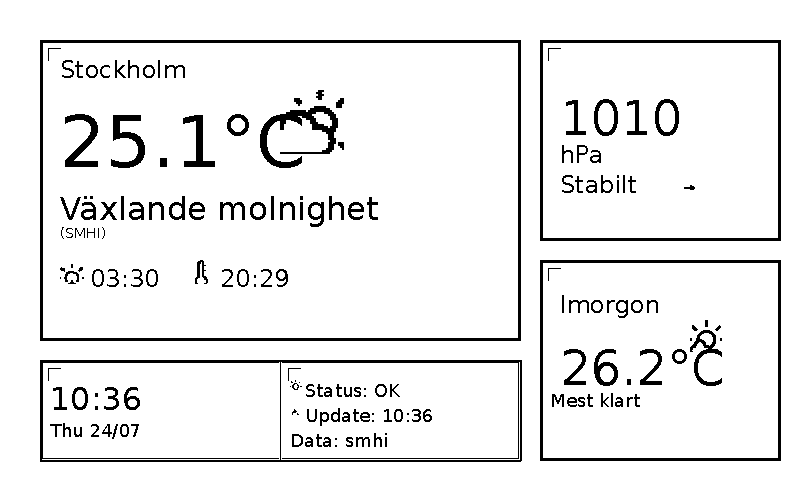 Stockholm
25.1°C
Växlande molnighet
(SMHI)
03:30 20:29
1010
hPa
Stabilt
Imorgon
26.2°C
Mest klart
10:36
Thu 24/07
Status: OK
Update: 10:36
Data: smhi